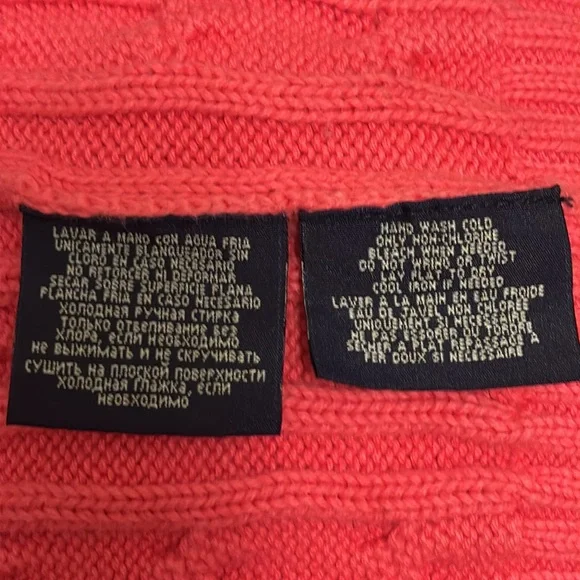 LAVAR A MANO CON AGUA FRIA
UNICAMENT BLANQUEADOR SIN
CLORO EN CASO NECESARIO
NO RETORCER NI DEFORMAR
SECAR SOBRE SUPERFICIE PLANA
PLANCHA FRIA EN CASO NECESARIO
ХОЛОДНАЯ РУЧНАЯ СТИРКА
ТОЛЬКО ОТБЕЛИВАНИЕ БЕЗ
ХЛОРА, ЕСЛИ НЕОБХОДИМО
НЕ ВЫЖИМАТЬ И НЕ СКРУЧИВАТЬ
СУШИТЬ НА ПЛОСКОЙ ПОВЕРХНОСТИ
ХОЛОДНАЯ ГЛАЖКА, ЕСЛИ
НЕОБХОДИМО
HAND WASH COLD
ONLY NON-CHLORINE
BLEACH WHEN NEEDED
DO NOT WRING OR TWIST
LAY FLAT TO DRY
COOL IRON IF NEEDED
LAVER A LA MAIN EN EAU FROIDE
EAU DE JAVEL NON CHLOREE
UNIQUEMENT SI NECESSAIRE
NE PAS ESSORER OU TORDRE
SECHER A PLAT REPASSAGE A
FER DOUX SI NECESSAIRE